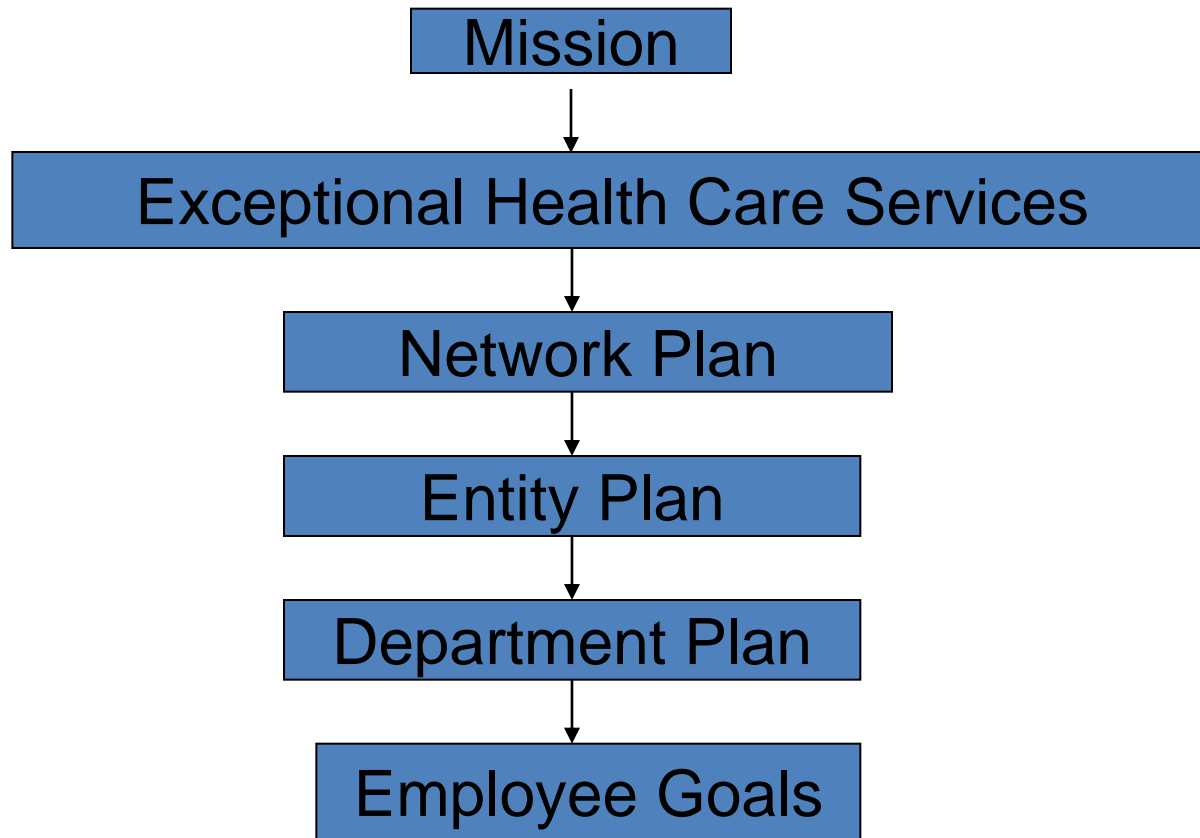 Mission
Exceptional Health Care Services
Network Plan
Entity Plan
Department Plan
Employee Goals